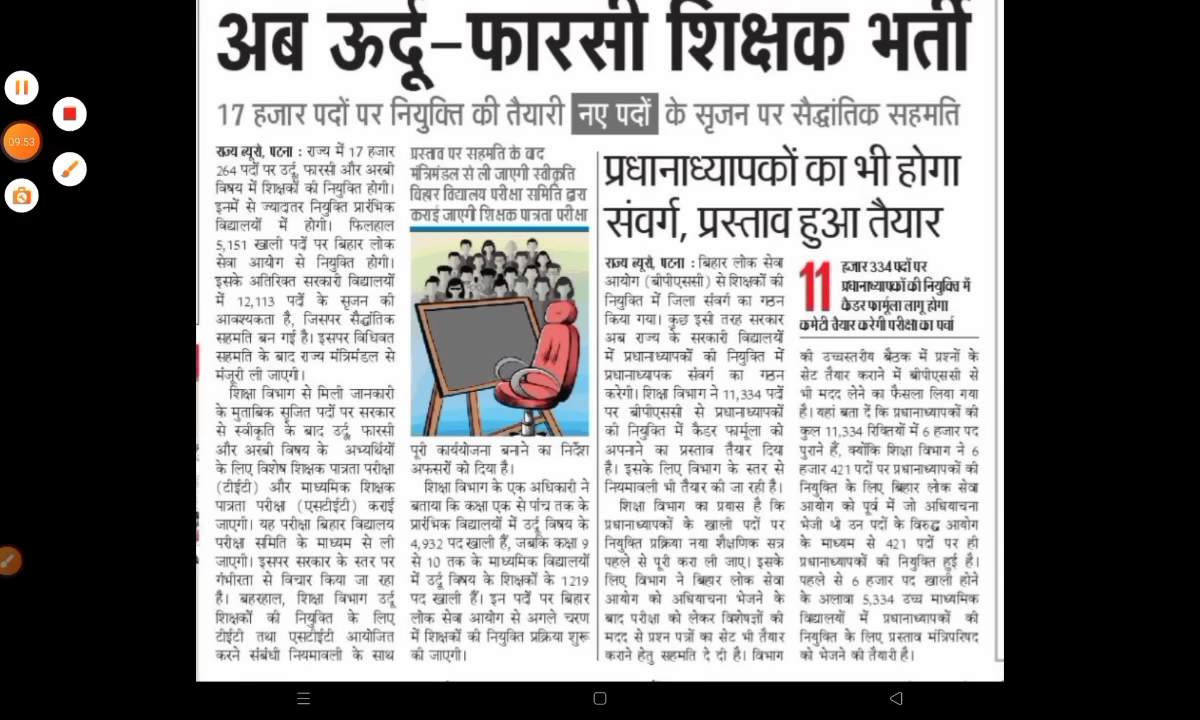 09:53
अब ऊर्दू-फारसी शिक्षक भर्ती
17 हजार पदों पर नियुक्ति की तैयारी नए पदों के सृजन पर सैद्धांतिक सहमति
राज्य ब्यूरो, पटना : राज्य में 17 हजार
264 पदों पर उर्दू, फारसी और अरबी
विषय में शिक्षकों की नियुक्ति होगी।
इनमें से ज्यादातर नियुक्ति प्रारंभिक
विद्यालयों में होगी। फिलहाल
5,151 खाली पदों पर बिहार लोक
सेवा आयोग से नियुक्ति होगी।
इसके अतिरिक्त सरकारी विद्यालयों
में 12,113 पदों के सृजन की
आवश्यकता है, जिसपर सैद्धांतिक
सहमति बन गई है। इसपर विधिवत
सहमति के बाद राज्य मंत्रिमंडल से
मंजूरी ली जाएगी।
शिक्षा विभाग से मिली जानकारी
के मुताबिक सृजित पदों पर सरकार
से स्वीकृति के बाद उर्दू, फारसी
और अरबी विषय के अभ्यर्थियों
के लिए विशेष शिक्षक पात्रता परीक्षा
(टीईटी) और माध्यमिक शिक्षक
पात्रता परीक्षा (एसटीईटी) कराई
जाएगी। यह परीक्षा बिहार विद्यालय
परीक्षा समिति के माध्यम से ली
जाएगी। इसपर सरकार के स्तर पर
गंभीरता से विचार किया जा रहा
है। बहरहाल, शिक्षा विभाग उर्दू
शिक्षकों की नियुक्ति के लिए
टीईटी तथा एसटीईटी आयोजित
करने संबंधी नियमावली के साथ
प्रस्ताव पर सहमति के बाद
मंत्रिमंडल से ली जाएगी स्वीकृति
बिहार विद्यालय परीक्षा समिति द्वारा
कराई जाएगी शिक्षक पात्रता परीक्षा
पूरी कार्ययोजना बनाने का निर्देश
अफसरों को दिया है।
शिक्षा विभाग के एक अधिकारी ने
बताया कि कक्षा एक से पांच तक के
प्रारंभिक विद्यालयों में उर्दू विषय के
4,932 पद खाली हैं, जबकि कक्षा 9
से 10 तक के माध्यमिक विद्यालयों
में उर्दू विषय के शिक्षकों के 1219
पद खाली हैं। इन पदों पर बिहार
लोक सेवा आयोग से अगले चरण
में शिक्षकों की नियुक्ति प्रक्रिया शुरू
की जाएगी।
प्रधानाध्यापकों का भी होगा
संवर्ग, प्रस्ताव हुआ तैयार
राज्य ब्यूरो, पटना : बिहार लोक सेवा
आयोग (बीपीएससी) से शिक्षकों की
नियुक्ति में जिला संवर्ग का गठन
किया गया। कुछ इसी तरह सरकार
अब राज्य के सरकारी विद्यालयों
में प्रधानाध्यापकों की नियुक्ति में
प्रधानाध्यापक संवर्ग का गठन
करेगी। शिक्षा विभाग ने 11,334 पदों
पर बीपीएससी से प्रधानाध्यापकों
की नियुक्ति में कैडर फार्मूला को
अपनाने का प्रस्ताव तैयार दिया
है। इसके लिए विभाग के स्तर से
नियमावली भी तैयार की जा रही है।
शिक्षा विभाग का प्रयास है कि
प्रधानाध्यापकों के खाली पदों पर
नियुक्ति प्रक्रिया नया शैक्षणिक सत्र
पहले से पूरी करा ली जाए। इसके
लिए विभाग ने बिहार लोक सेवा
आयोग को अधियाचना भेजने के
बाद परीक्षा को लेकर विशेषज्ञों की
मदद से प्रश्न पत्रों का सेट भी तैयार
कराने हेतु सहमति दे दी है। विभाग
11 हजार 334 पदों पर
प्रधानाध्यापकों की नियुक्ति में
कैडर फार्मूला लागू होगा
कमेटी तैयार करेगी परीक्षा का पर्चा
की उच्चस्तरीय बैठक में प्रश्नों के
सेट तैयार कराने में बीपीएससी से
भी मदद लेने का फैसला लिया गया
है। यहां बता दें कि प्रधानाध्यापकों की
कुल 11,334 रिक्तियों में 6 हजार पद
पुराने हैं, क्योंकि शिक्षा विभाग ने 6
हजार 421 पदों पर प्रधानाध्यापकों की
नियुक्ति के लिए बिहार लोक सेवा
आयोग को पूर्व में जो अधियाचना
भेजी थी उन पदों के विरुद्ध आयोग
के माध्यम से 421 पदों पर ही
प्रधानाध्यापकों की नियुक्ति हुई है।
पहले से 6 हजार पद खाली होने
के अलावा 5,334 उच्च माध्यमिक
विद्यालयों में प्रधानाध्यापकों की
नियुक्ति के लिए प्रस्ताव मंत्रिपरिषद
को भेजने की तैयारी है।